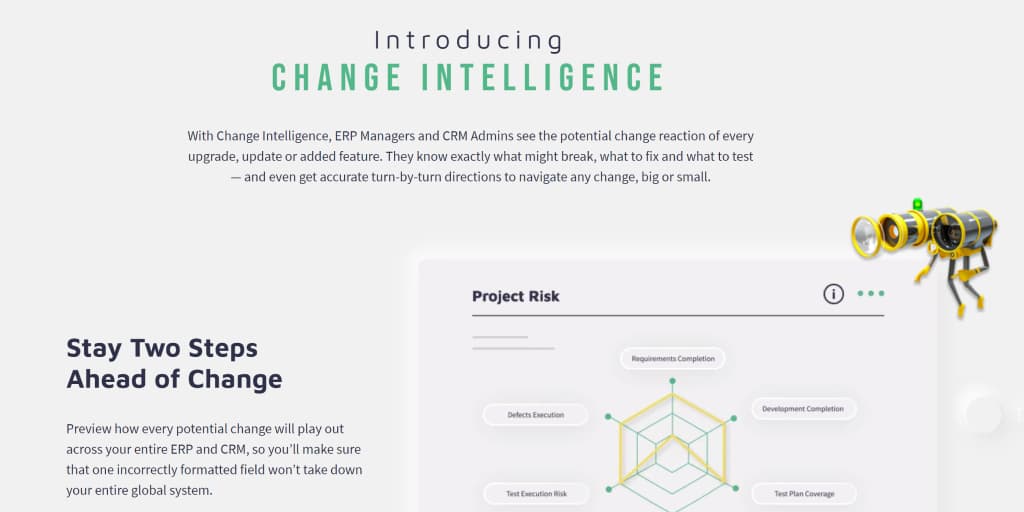 Introducing
CHANGE INTELLIGENCE
With Change Intelligence, ERP Managers and CRM Admins see the potential change reaction of every
upgrade, update or added feature. They know exactly what might break, what to fix and what to test
— and even get accurate turn-by-turn directions to navigate any change, big or small.
Project Risk
Stay Two Steps
Ahead of Change
Preview how every potential change will play out
across your entire ERP and CRM, so you’ll make sure
that one incorrectly formatted field won’t take down
your entire global system.
Requirements Completion
Defects Execution
Development Completion
Test Execution Risk
Test Plan Coverage